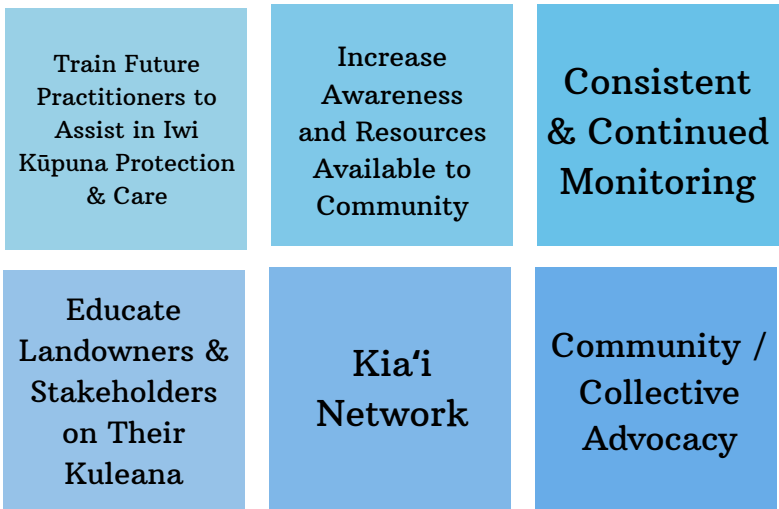 Train Future
Practitioners to
Assist in Iwi
Kūpuna Protection
& Care
Increase
Awareness
and Resources
Available to
Community
Consistent
& Continued
Monitoring
Educate
Landowners &
Stakeholders
on Their
Kuleana
Kiaʻi
Network
Community /
Collective
Advocacy